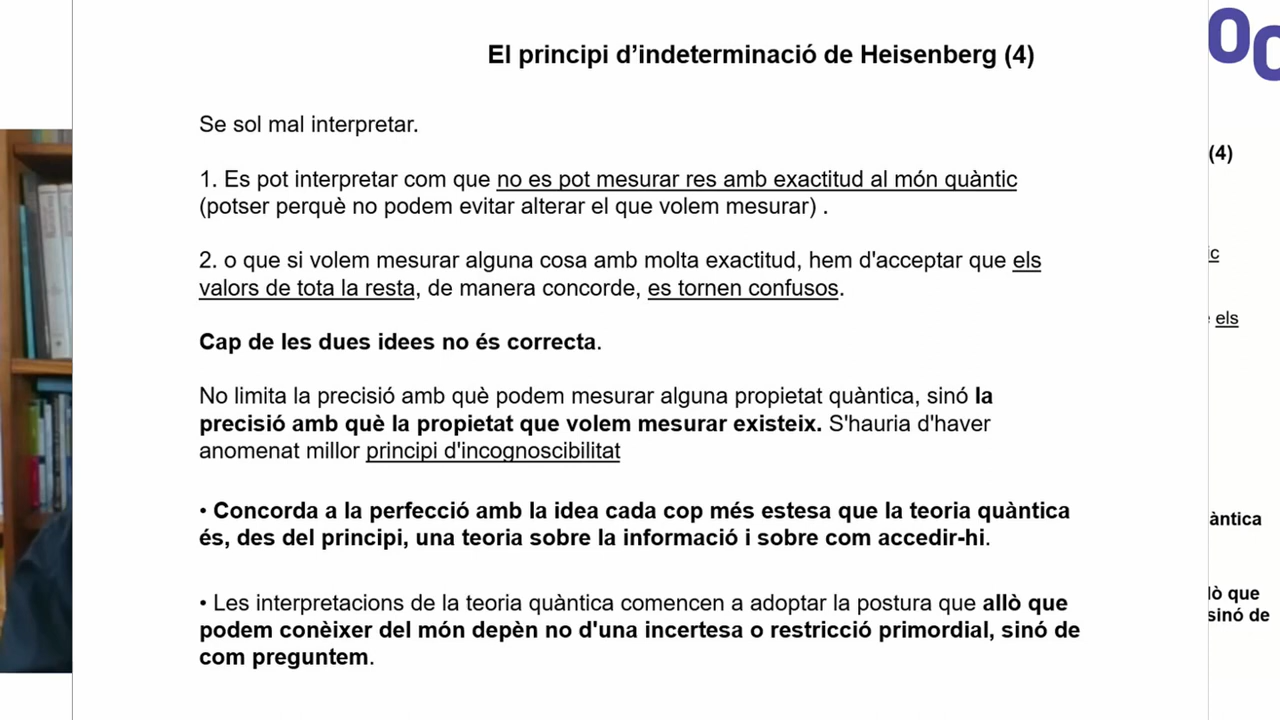 El principi d’indeterminació de Heisenberg (4)
Se sol mal interpretar.
1. Es pot interpretar com que no es pot mesurar res amb exactitud al món quàntic
(potser perquè no podem evitar alterar el que volem mesurar) .
2. o que si volem mesurar alguna cosa amb molta exactitud, hem d'acceptar que els
valors de tota la resta, de manera concorde, es tornen confusos.
Cap de les dues idees no és correcta.
No limita la precisió amb què podem mesurar alguna propietat quàntica, sinó la
precisió amb què la propietat que volem mesurar existeix. S'hauria d'haver
anomenat millor principi d'incognoscibilitat
• Concorda a la perfecció amb la idea cada cop més estesa que la teoria quàntica
és, des del principi, una teoria sobre la informació i sobre com accedir-hi.
• Les interpretacions de la teoria quàntica comencen a adoptar la postura que allò que
podem conèixer del món depèn no d'una incertesa o restricció primordial, sinó de
com preguntem.
(4)
els
que
sinó de